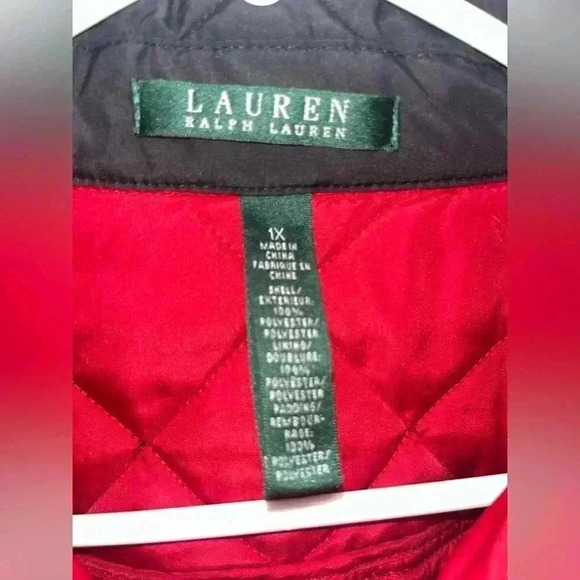 LAUREN
RALPH LAUREN
1X
MADE IN
CHINA
FABRIQUE EN
CHINE
SHELL/
EXTERIEUR:
100%
POLYESTER/
POLYESTER
LINING/
DOUBLURE:
100%
POLYESTER/
POLYESTER
PADDING/
REMBOUR-
RAGE:
100%
POLYESTER/
POLYESTER